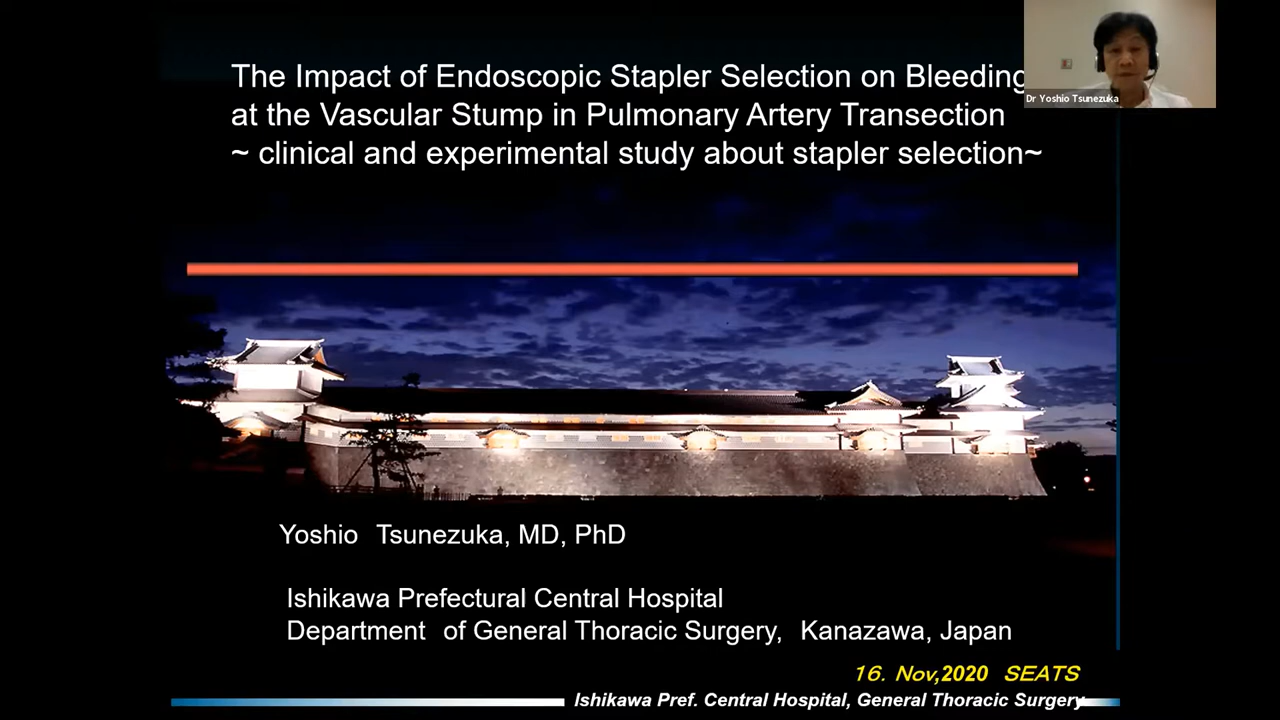 The Impact of Endoscopic Stapler Selection on Bleeding
at the Vascular Stump in Pulmonary Artery Transection
~ clinical and experimental study about stapler selection~
Dr Yoshio Tsunezuka
Yoshio Tsunezuka, MD, PhD
Ishikawa Prefectural Central Hospital
Department of General Thoracic Surgery, Kanazawa, Japan
16. Nov,2020 SEATS
Ishikawa Pref. Central Hospital, General Thoracic Surgery